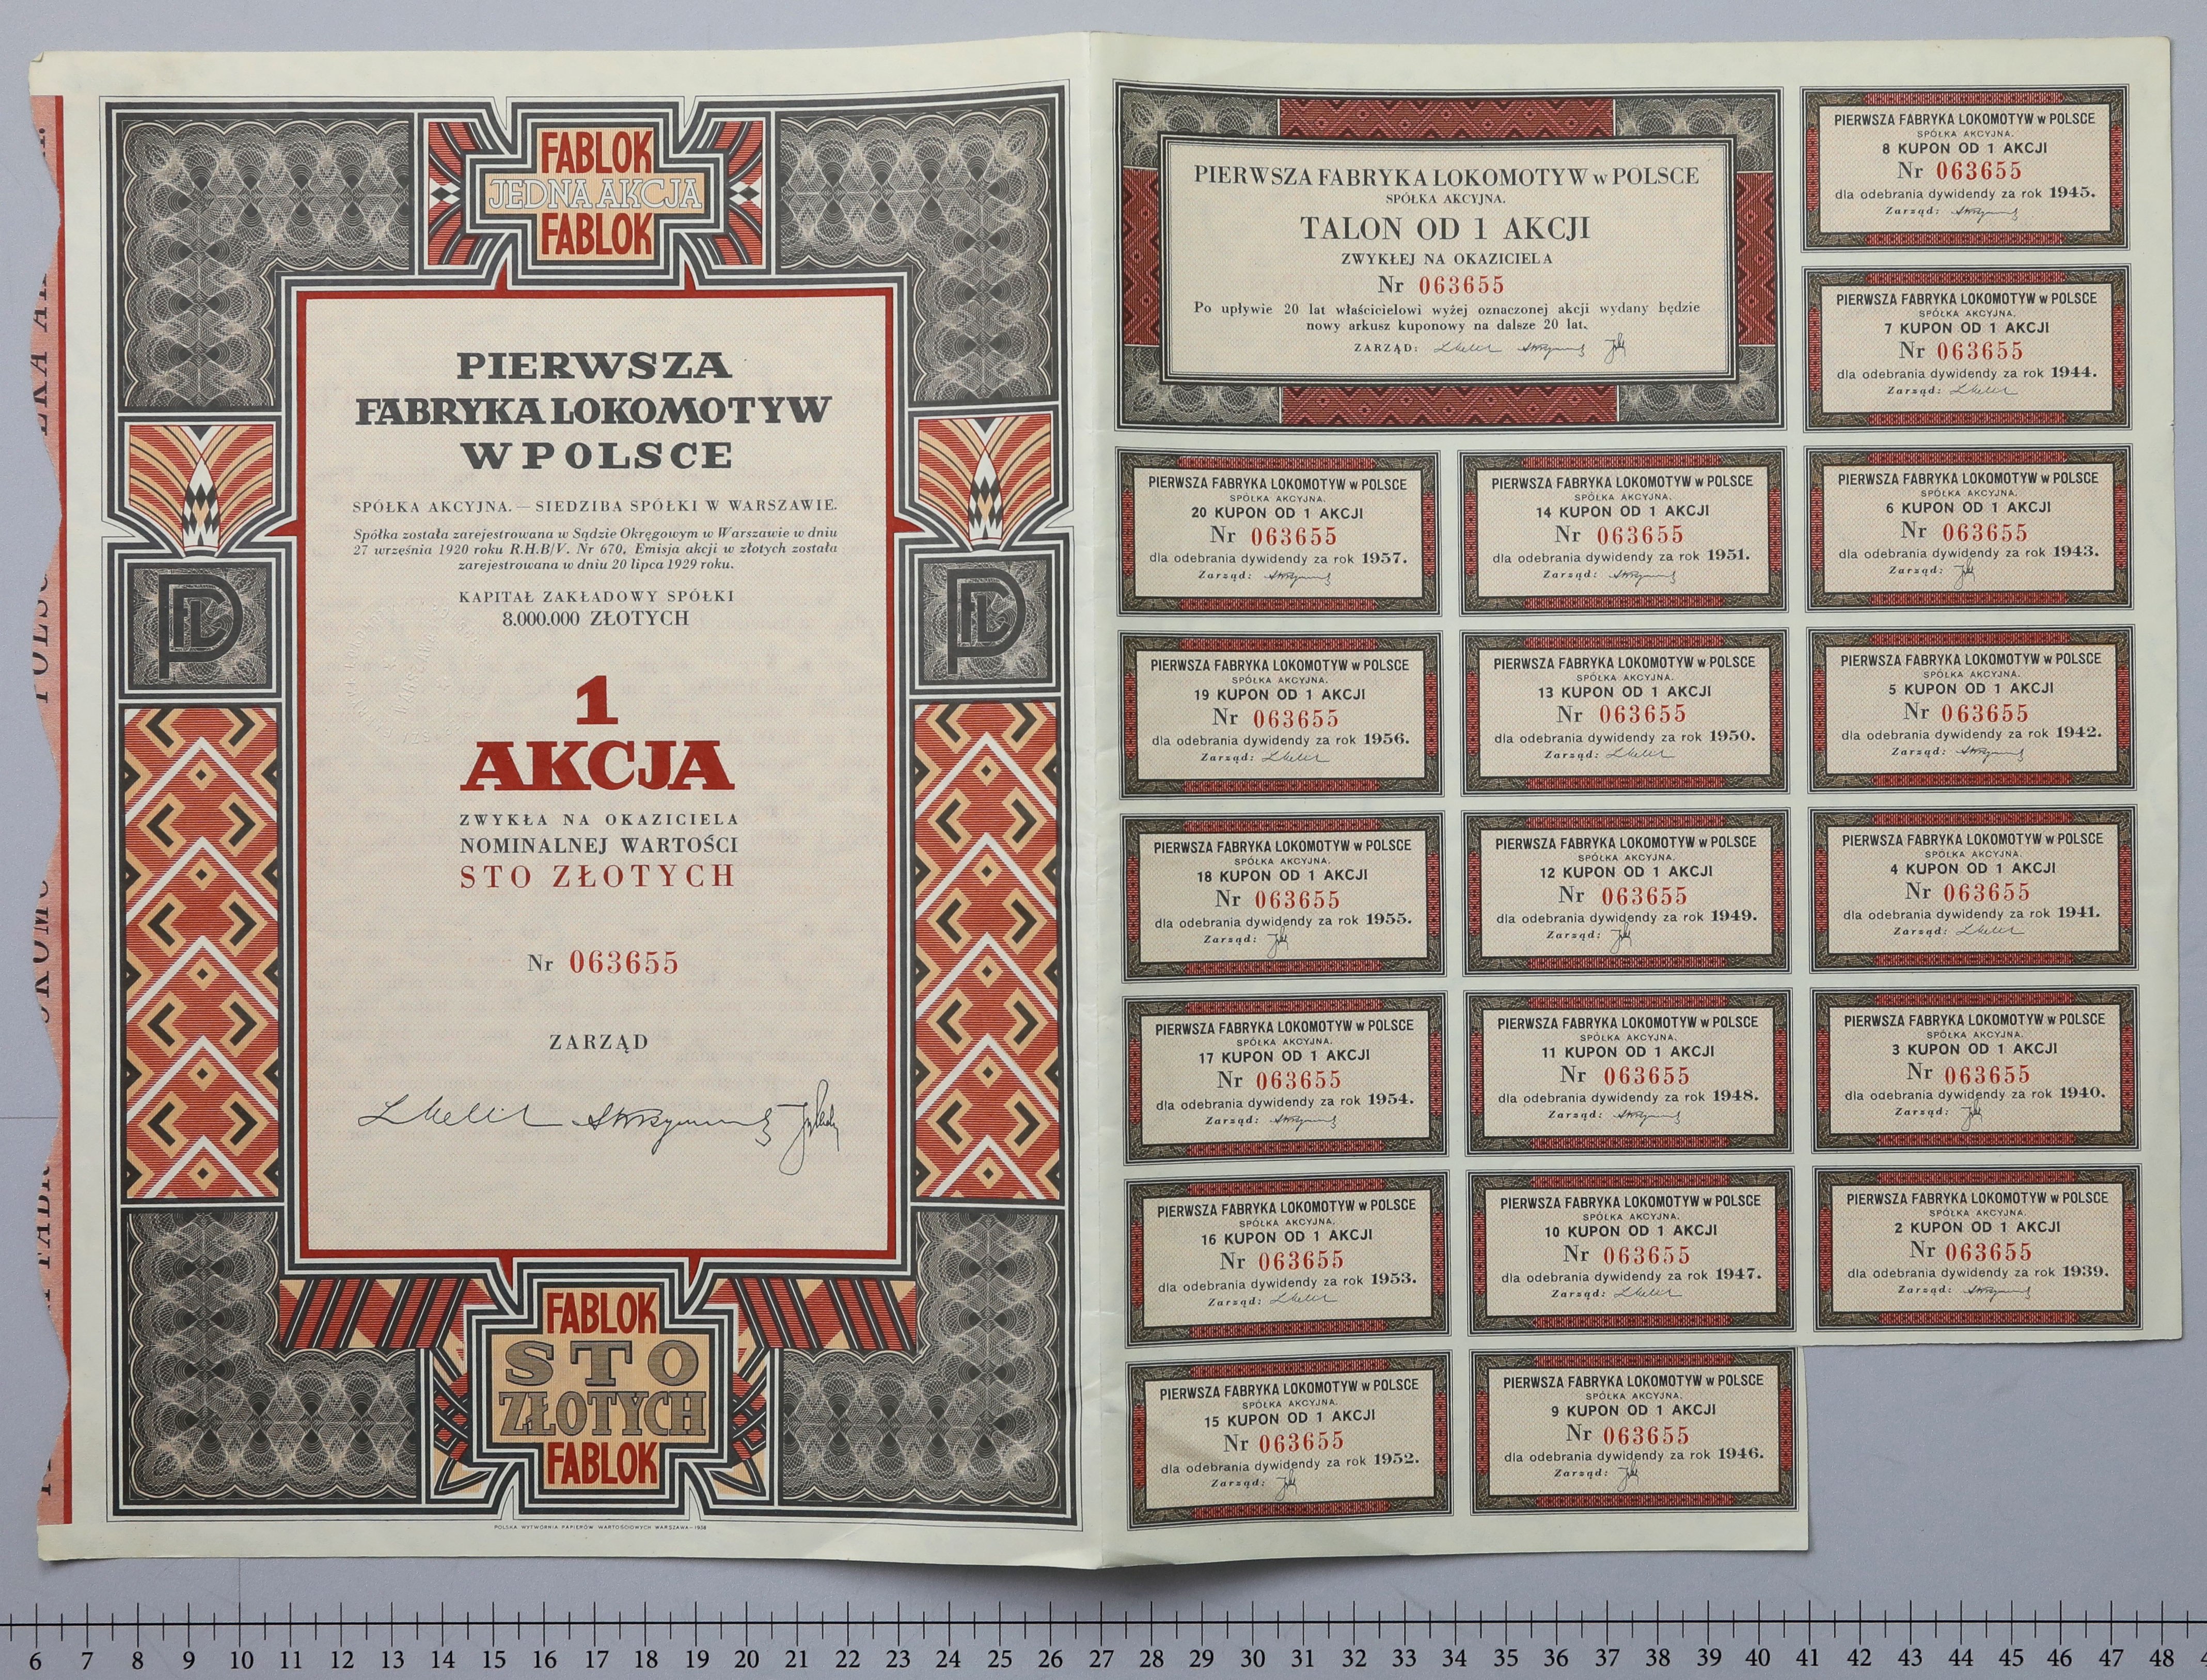 FABLOK
JEDNA AKCJA
FABLOK
PIERWSZA
FABRYKA LOKOMOTYW
W POLSCE
SPÓŁKA AKCYJNA. — SIEDZIBA SPÓŁKI W WARSZAWIE.
Spółka została zarejestrowana w Sądzie Okręgowym w Warszawie w dniu
27 września 1920 roku R.H.B/V. Nr 670. Emisja akcji w złotych została
zarejestrowana w dniu 20 lipca 1929 roku.
KAPITAŁ ZAKŁADOWY SPÓŁKI
8.000.000 ZŁOTYCH
1
AKCJA
ZWYKŁA NA OKAZICIELA
NOMINALNEJ WARTOŚCI
STO ZŁOTYCH
Nr 063655
ZARZĄD
FABLOK
STO
ZŁOTYCH
FABLOK
POLSKA WYTWÓRNIA PAPIERÓW WARTOŚCIOWYCH WARSZAWA—1938
PIERWSZA FABRYKA LOKOMOTYW w POLSCE
SPÓŁKA AKCYJNA.
TALON OD 1 AKCJI
ZWYKŁEJ NA OKAZICIELA
Nr 063655
Po upływie 20 lat właścicielowi wyżej oznaczonej akcji wydany będzie
nowy arkusz kuponowy na dalsze 20 lat.
ZARZĄD:
PIERWSZA FABRYKA LOKOMOTYW w POLSCE
SPÓŁKA AKCYJNA.
20 KUPON OD 1 AKCJI
Nr 063655
dla odebrania dywidendy za rok 1957.
Zarząd:
PIERWSZA FABRYKA LOKOMOTYW w POLSCE
SPÓŁKA AKCYJNA.
19 KUPON OD 1 AKCJI
Nr 063655
dla odebrania dywidendy za rok 1956.
Zarząd:
PIERWSZA FABRYKA LOKOMOTYW w POLSCE
SPÓŁKA AKCYJNA.
18 KUPON OD 1 AKCJI
Nr 063655
dla odebrania dywidendy za rok 1955.
Zarząd:
PIERWSZA FABRYKA LOKOMOTYW w POLSCE
SPÓŁKA AKCYJNA.
17 KUPON OD 1 AKCJI
Nr 063655
dla odebrania dywidendy za rok 1954.
Zarząd:
PIERWSZA FABRYKA LOKOMOTYW w POLSCE
SPÓŁKA AKCYJNA.
16 KUPON OD 1 AKCJI
Nr 063655
dla odebrania dywidendy za rok 1953.
Zarząd:
PIERWSZA FABRYKA LOKOMOTYW w POLSCE
SPÓŁKA AKCYJNA.
15 KUPON OD 1 AKCJI
Nr 063655
dla odebrania dywidendy za rok 1952.
Zarząd:
PIERWSZA FABRYKA LOKOMOTYW w POLSCE
SPÓŁKA AKCYJNA.
14 KUPON OD 1 AKCJI
Nr 063655
dla odebrania dywidendy za rok 1951.
Zarząd:
PIERWSZA FABRYKA LOKOMOTYW w POLSCE
SPÓŁKA AKCYJNA.
13 KUPON OD 1 AKCJI
Nr 063655
dla odebrania dywidendy za rok 1950.
Zarząd:
PIERWSZA FABRYKA LOKOMOTYW w POLSCE
SPÓŁKA AKCYJNA.
12 KUPON OD 1 AKCJI
Nr 063655
dla odebrania dywidendy za rok 1949.
Zarząd:
PIERWSZA FABRYKA LOKOMOTYW w POLSCE
SPÓŁKA AKCYJNA.
11 KUPON OD 1 AKCJI
Nr 063655
dla odebrania dywidendy za rok 1948.
Zarząd:
PIERWSZA FABRYKA LOKOMOTYW w POLSCE
SPÓŁKA AKCYJNA.
10 KUPON OD 1 AKCJI
Nr 063655
dla odebrania dywidendy za rok 1947.
Zarząd:
PIERWSZA FABRYKA LOKOMOTYW w POLSCE
SPÓŁKA AKCYJNA.
9 KUPON OD 1 AKCJI
Nr 063655
dla odebrania dywidendy za rok 1946.
Zarząd:
PIERWSZA FABRYKA LOKOMOTYW w POLSCE
SPÓŁKA AKCYJNA.
8 KUPON OD 1 AKCJI
Nr 063655
dla odebrania dywidendy za rok 1945.
Zarząd:
PIERWSZA FABRYKA LOKOMOTYW w POLSCE
SPÓŁKA AKCYJNA.
7 KUPON OD 1 AKCJI
Nr 063655
dla odebrania dywidendy za rok 1944.
Zarząd:
PIERWSZA FABRYKA LOKOMOTYW w POLSCE
SPÓŁKA AKCYJNA.
6 KUPON OD 1 AKCJI
Nr 063655
dla odebrania dywidendy za rok 1943.
Zarząd:
PIERWSZA FABRYKA LOKOMOTYW w POLSCE
SPÓŁKA AKCYJNA.
5 KUPON OD 1 AKCJI
Nr 063655
dla odebrania dywidendy za rok 1942.
Zarząd:
PIERWSZA FABRYKA LOKOMOTYW w POLSCE
SPÓŁKA AKCYJNA.
4 KUPON OD 1 AKCJI
Nr 063655
dla odebrania dywidendy za rok 1941.
Zarząd:
PIERWSZA FABRYKA LOKOMOTYW w POLSCE
SPÓŁKA AKCYJNA.
3 KUPON OD 1 AKCJI
Nr 063655
dla odebrania dywidendy za rok 1940.
Zarząd:
PIERWSZA FABRYKA LOKOMOTYW w POLSCE
SPÓŁKA AKCYJNA.
2 KUPON OD 1 AKCJI
Nr 063655
dla odebrania dywidendy za rok 1939.
Zarząd:
6 7 8 9 10 11 12 13 14 15 16 17 18 19 20 21 22 23 24 25 26 27 28 29 30 31 32 33 34 35 36 37 38 39 40 41 42 43 44 45 46 47 48